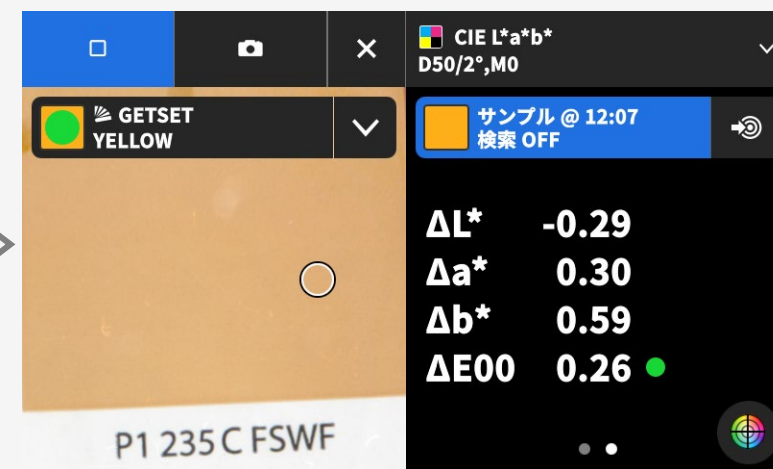 GETSET
YELLOW
P1 235 C FSWF
CIE L*a*b*
D50/2°,M0
サンプル @ 12:07
検索 OFF
ΔL* -0.29
Δa* 0.30
Δb* 0.59
ΔE00 0.26